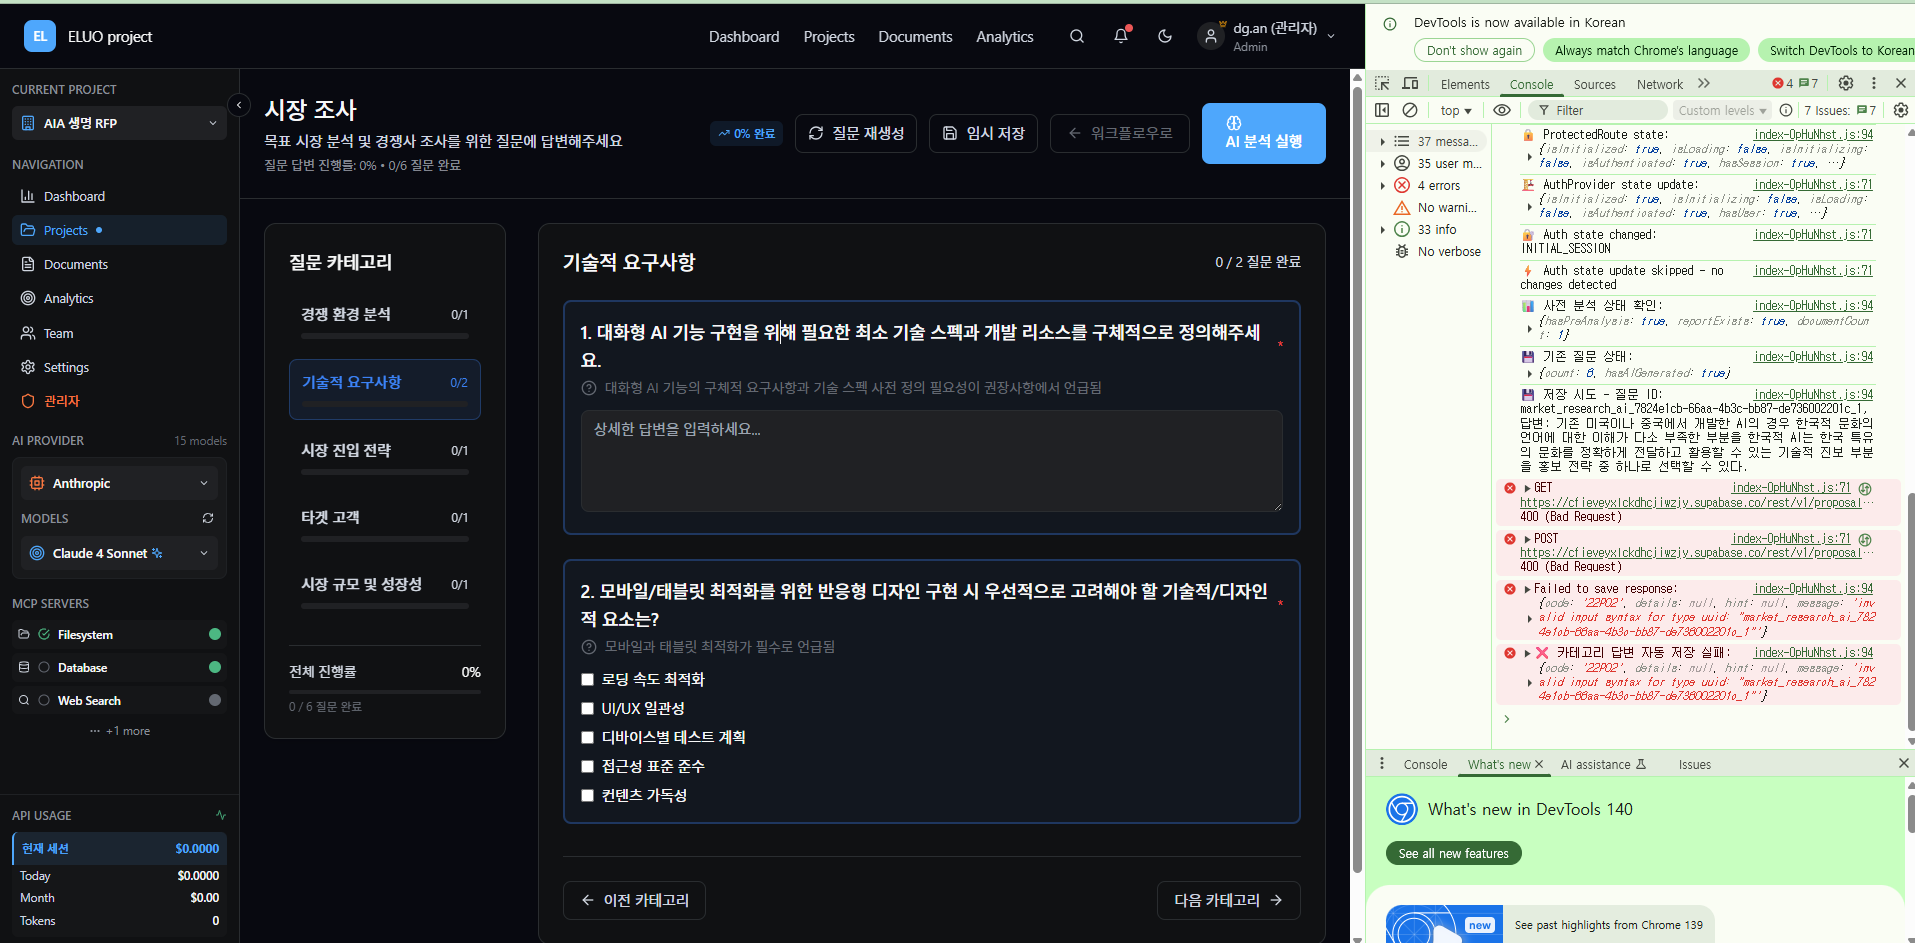 EL ELUO project
Dashboard Projects Documents Analytics
dg.an (관리자)
Admin
CURRENT PROJECT
AIA 생명 RFP
NAVIGATION
Dashboard
Projects
Documents
Analytics
Team
Settings
관리자
AI PROVIDER 15 models
Anthropic
MODELS
Claude 4 Sonnet
MCP SERVERS
Filesystem
Database
Web Search
··· +1 more
API USAGE
현재 세션 $0.0000
Today $0.0000
Month $0.00
Tokens 0
시장 조사
목표 시장 분석 및 경쟁사 조사를 위한 질문에 답변해주세요
질문 답변 진행률: 0% • 0/6 질문 완료
0% 완료
질문 재생성
임시 저장
워크플로우로
AI 분석 실행
질문 카테고리
경쟁 환경 분석 0/1
기술적 요구사항 0/2
시장 진입 전략 0/1
타겟 고객 0/1
시장 규모 및 성장성 0/1
전체 진행률 0%
0 / 6 질문 완료
기술적 요구사항 0 / 2 질문 완료
1. 대화형 AI 기능 구현을 위해 필요한 최소 기술 스펙과 개발 리소스를 구체적으로 정의해주세
요. *
대화형 AI 기능의 구체적 요구사항과 기술 스펙 사전 정의 필요성이 권장사항에서 언급됨
상세한 답변을 입력하세요...
2. 모바일/태블릿 최적화를 위한 반응형 디자인 구현 시 우선적으로 고려해야 할 기술적/디자인
적 요소는? *
모바일과 태블릿 최적화가 필수로 언급됨
로딩 속도 최적화
UI/UX 일관성
디바이스별 테스트 계획
접근성 표준 준수
컨텐츠 가독성
이전 카테고리
다음 카테고리
DevTools is now available in Korean
Don't show again Always match Chrome's language Switch DevTools to Korean
Elements Console Sources Network 4 7
top Filter Custom levels 7 Issues: 7
37 messa...
35 user m...
4 errors
No warni...
33 info
No verbose
ProtectedRoute state: index-OpHuNhst.js:94
{isInitialized: true, isLoading: false, isInitializing:
false, isAuthenticated: true, hasSession: true, …}
AuthProvider state update: index-OpHuNhst.js:71
{isInitialized: true, isInitializing: false, isLoading:
false, isAuthenticated: true, hasUser: true, …}
Auth state changed: index-OpHuNhst.js:71
INITIAL_SESSION
Auth state update skipped - no index-OpHuNhst.js:71
changes detected
사전 분석 상태 확인: index-OpHuNhst.js:94
{hasPreAnalysis: true, reportExists: true, documentCoun
t: 1}
기존 질문 상태: index-OpHuNhst.js:94
{count: 6, hasAIGenerated: true}
저장 시도 - 질문 ID: index-OpHuNhst.js:94
market_research_ai_7824e1cb-66aa-4b3c-bb87-de736002201c_1,
답변: 기존 미국이나 중국에서 개발한 AI의 경우 한국적 문화의
언어에 대한 이해가 다소 부족한 부분을 한국적 AI는 한국 특유
의 문화를 정확하게 전달하고 활용할 수 있는 기술적 진보 부분
을 홍보 전략 중 하나로 선택할 수 있다.
GET index-OpHuNhst.js:71
https://cfieveyxlckdhcjiwzjy.supabase.co/rest/v1/proposal…
400 (Bad Request)
POST index-OpHuNhst.js:71
https://cfieveyxlckdhcjiwzjy.supabase.co/rest/v1/proposal…
400 (Bad Request)
Failed to save response: index-OpHuNhst.js:94
{code: '22P02', details: null, hint: null, message: 'inv
alid input syntax for type uuid: "market_research_ai_782
4e1cb-66aa-4b3c-bb87-de736002201c_1"'}
카테고리 답변 자동 저장 실패: index-OpHuNhst.js:94
{code: '22P02', details: null, hint: null, message: 'inv
alid input syntax for type uuid: "market_research_ai_782
4e1cb-66aa-4b3c-bb87-de736002201c_1"'}
Console What's new AI assistance Issues
What's new in DevTools 140
See all new features
new
See past highlights from Chrome 139